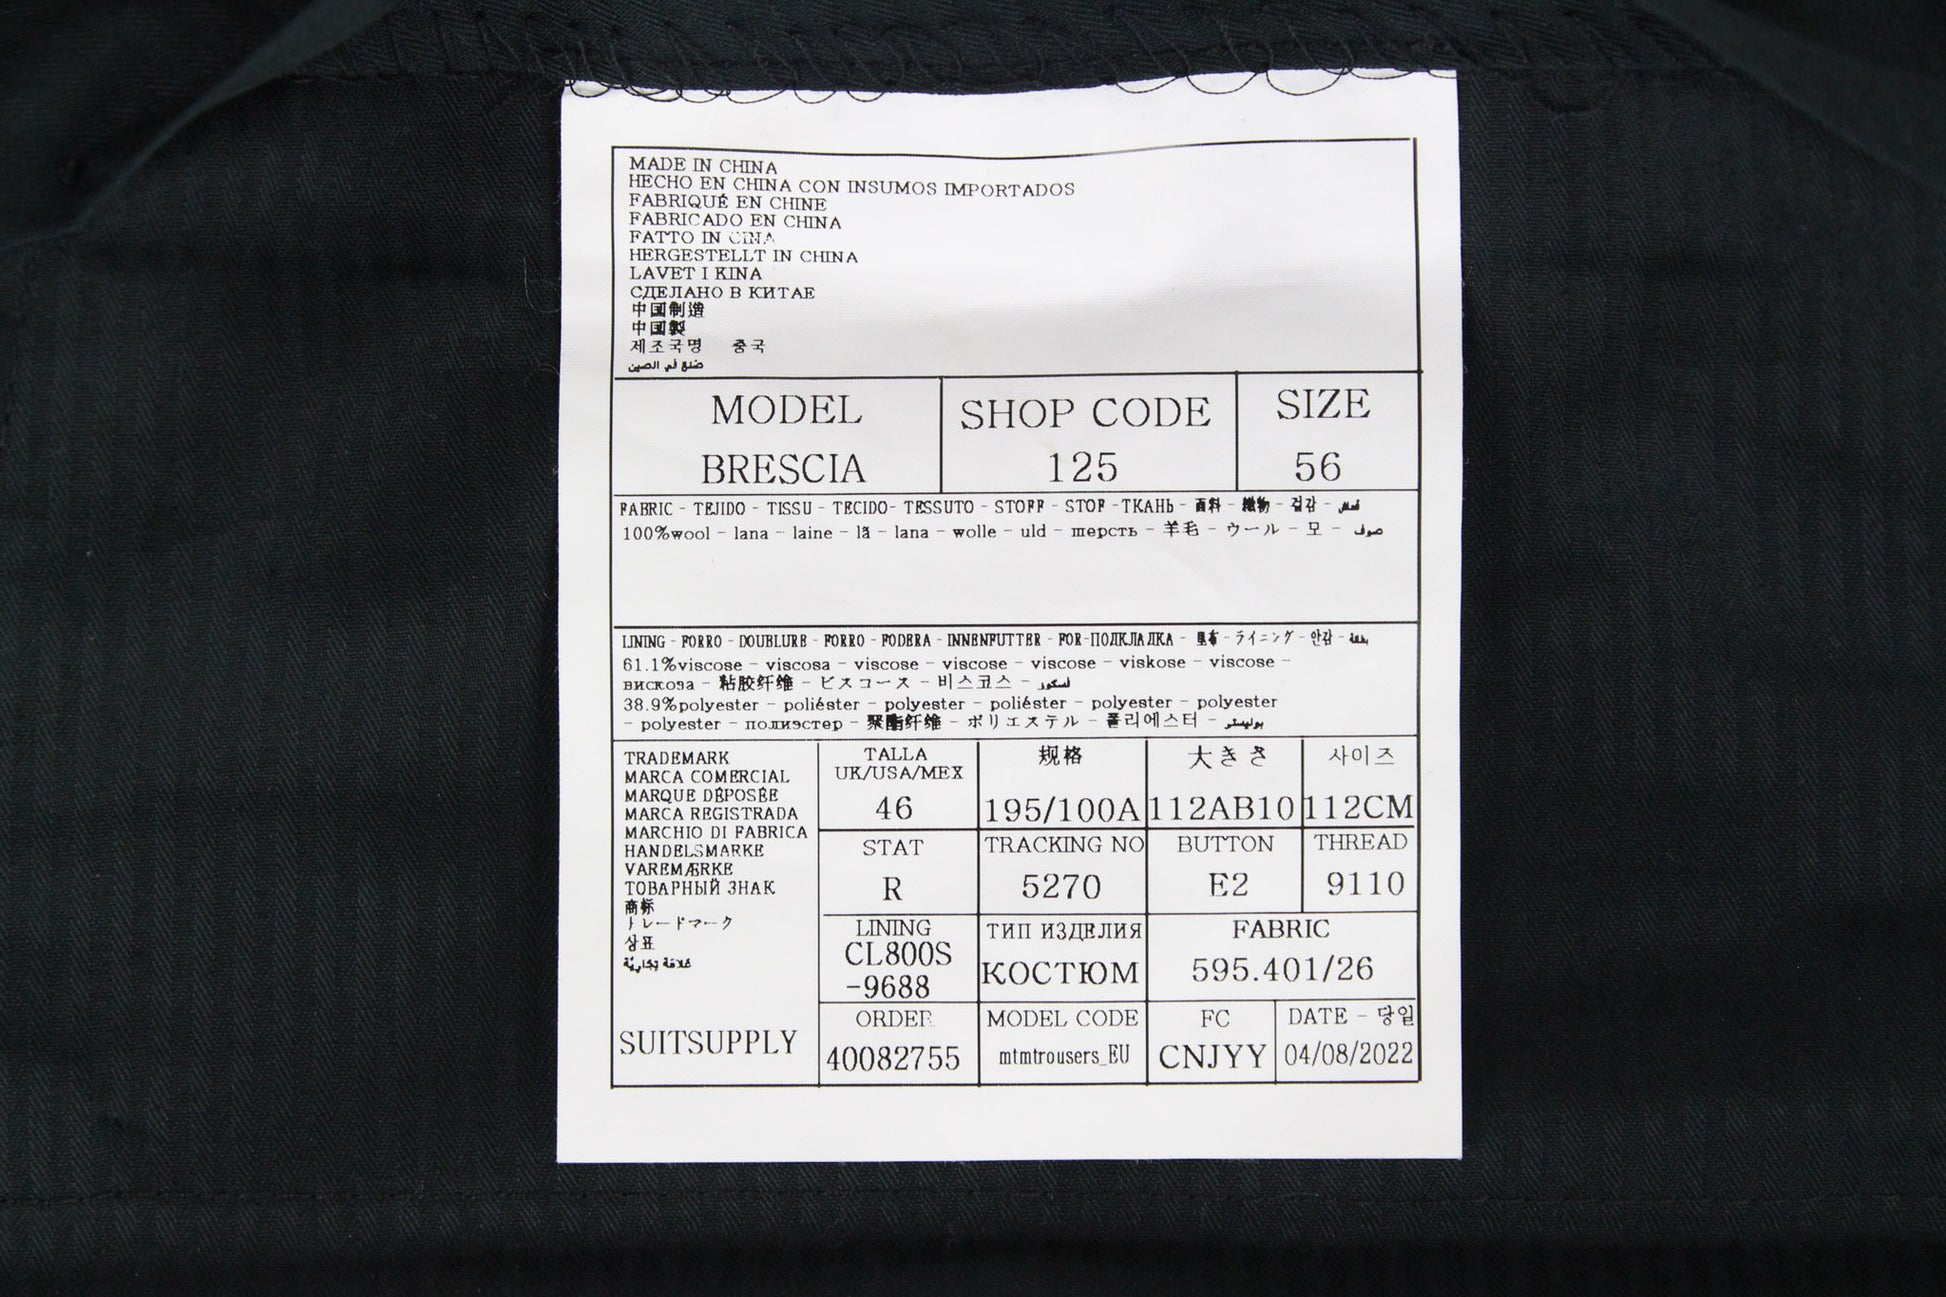 MADE IN CHINA
HECHO EN CHINA CON INSUMOS IMPORTADOS
FABRIQUÉ EN CHINE
FABRICADO EN CHINA
FATTO IN CINA
HERGESTELLT IN CHINA
LAVET I KINA
СДЕЛАНО В КИТАЕ
中国制造
中国製
제조국명 중국
صنع في الصين
MODEL SHOP CODE SIZE
BRESCIA 125 56
FABRIC - TEJIDO - TISSU - TECIDO- TESSUTO - STOFF - STOF -ТКАНЬ - 面料 - 織物 - 겉감 -
100%wool - lana - laine - lã - lana - wolle - uld - шерсть - 羊毛 - ウール - 모 - صوف
LINING - FORRO - DOUBLURE - FORRO - FODERA - INNENFUTTER - FOR-ПОДКЛАДКА - 里布 - ライニング - 안감 -
61.1%viscose - viscosa - viscose - viscose - viscose - viskose - viscose -
вискоза - 粘胶纤维 - ビスコース - 비스코스 -
38.9%polyester - poliéster - polyester - poliéster - polyester - polyester
- polyester - полиэстер - 聚酯纤维 - ポリエステル - 폴리에스터 - بوليستر
TRADEMARK
MARCA COMERCIAL
MARQUE DÉPOSÉE
MARCA REGISTRADA
MARCHIO DI FABRICA
HANDELSMARKE
VAREMÆRKE
ТОВАРНЫЙ ЗНАК
商标
トレードマーク
상표
علامة تجارية
SUITSUPPLY
TALLA 规格 大きさ 사이즈
UK/USA/MEX
46 195/100A 112AB10 112CM
STAT TRACKING NO BUTTON THREAD
R 5270 E2 9110
LINING ТИП ИЗДЕЛИЯ FABRIC
CL800S КОСТЮМ 595.401/26
-9688
ORDER MODEL CODE FC DATE - 당일
40082755 mtmtrousers_EU CNJYY 04/08/2022